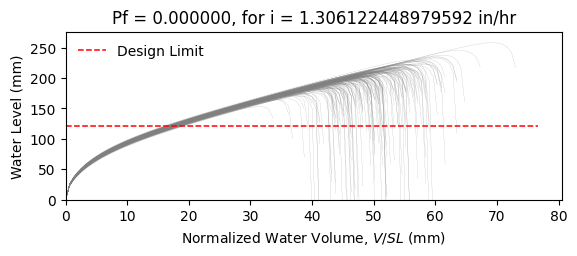 Pf = 0.000000, for i = 1.306122448979592 in/hr
Design Limit
Water Level (mm)
250
200
150
100
50
0
0 10 20 30 40 50 60 70 80
Normalized Water Volume, V/SL (mm)